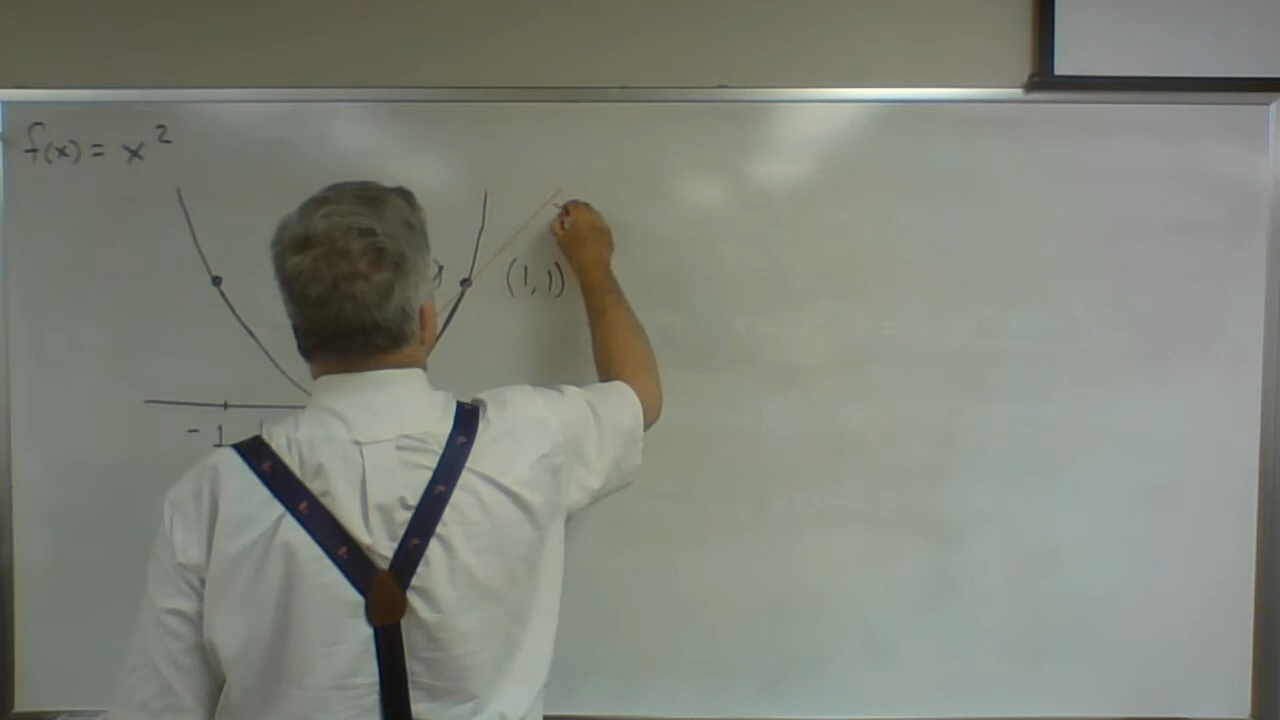 f(x) = x²
(1,1)
-1